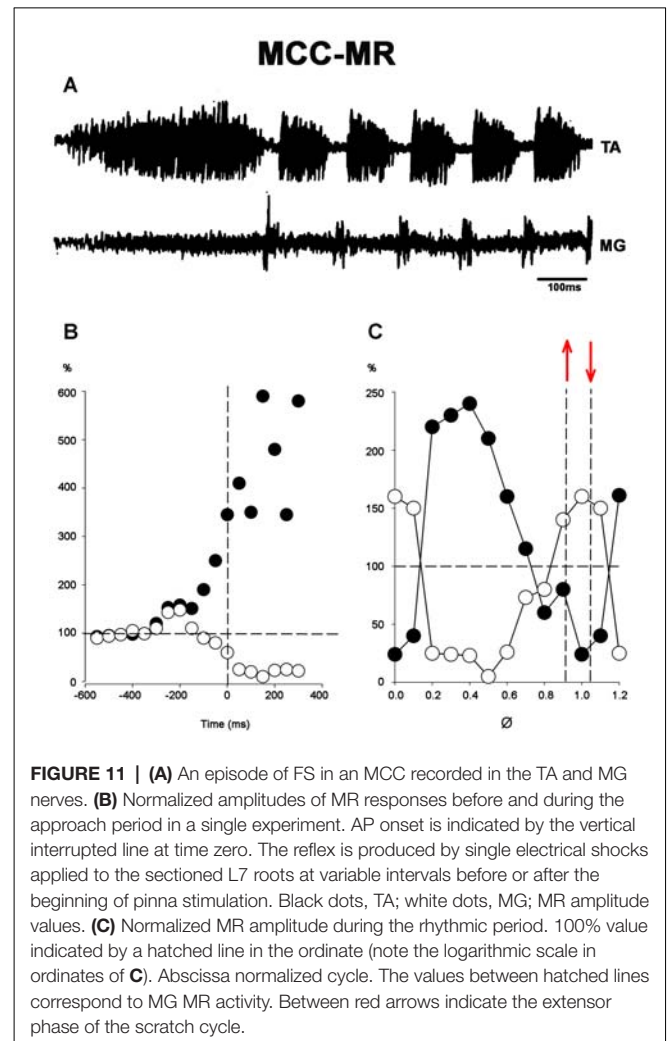 MCC-MR
A
TA
MG
100ms
B
%
600
500
400
300
200
100
0
-600
-400
-200
0
200
400
Time (ms)
C
%
250
200
150
100
50
0
0.0
0.2
0.4
0.6
0.8
1.0
1.2
Ø
FIGURE 11 | (A) An episode of FS in an MCC recorded in the TA and MG
nerves. (B) Normalized amplitudes of MR responses before and during the
approach period in a single experiment. AP onset is indicated by the vertical
interrupted line at time zero. The reflex is produced by single electrical shocks
applied to the sectioned L7 roots at variable intervals before or after the
beginning of pinna stimulation. Black dots, TA; white dots, MG; MR amplitude
values. (C) Normalized MR amplitude during the rhythmic period. 100% value
indicated by a hatched line in the ordinate (note the logarithmic scale in
ordinates of C). Abscissa normalized cycle. The values between hatched lines
correspond to MG MR activity. Between red arrows indicate the extensor
phase of the scratch cycle.